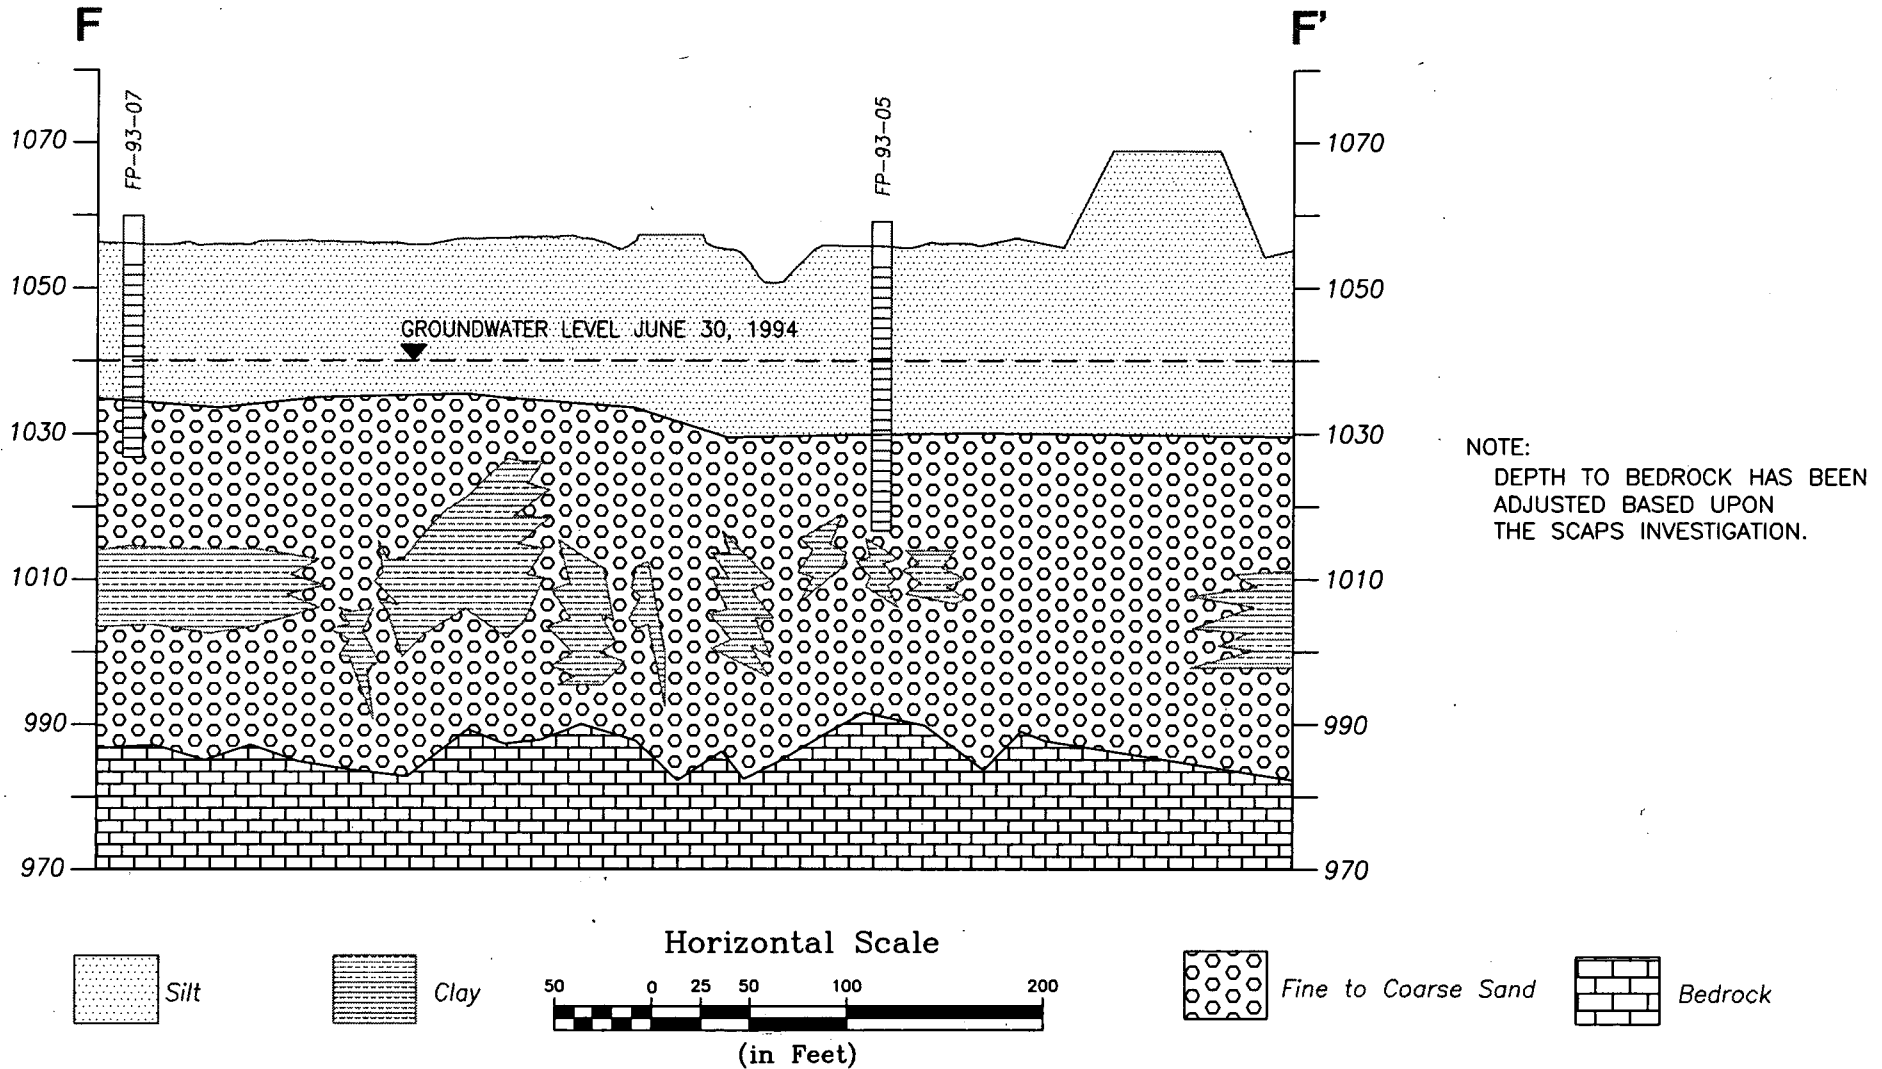 F F'
FP-93-07
FP-93-05
1070 1070
1050 1050
GROUNDWATER LEVEL JUNE 30, 1994
1030 1030
NOTE:
DEPTH TO BEDROCK HAS BEEN
ADJUSTED BASED UPON
THE SCAPS INVESTIGATION.
1010 1010
990 990
970 970
Horizontal Scale
50 0 25 50 100 200
(in Feet)
Silt
Clay
Fine to Coarse Sand
Bedrock